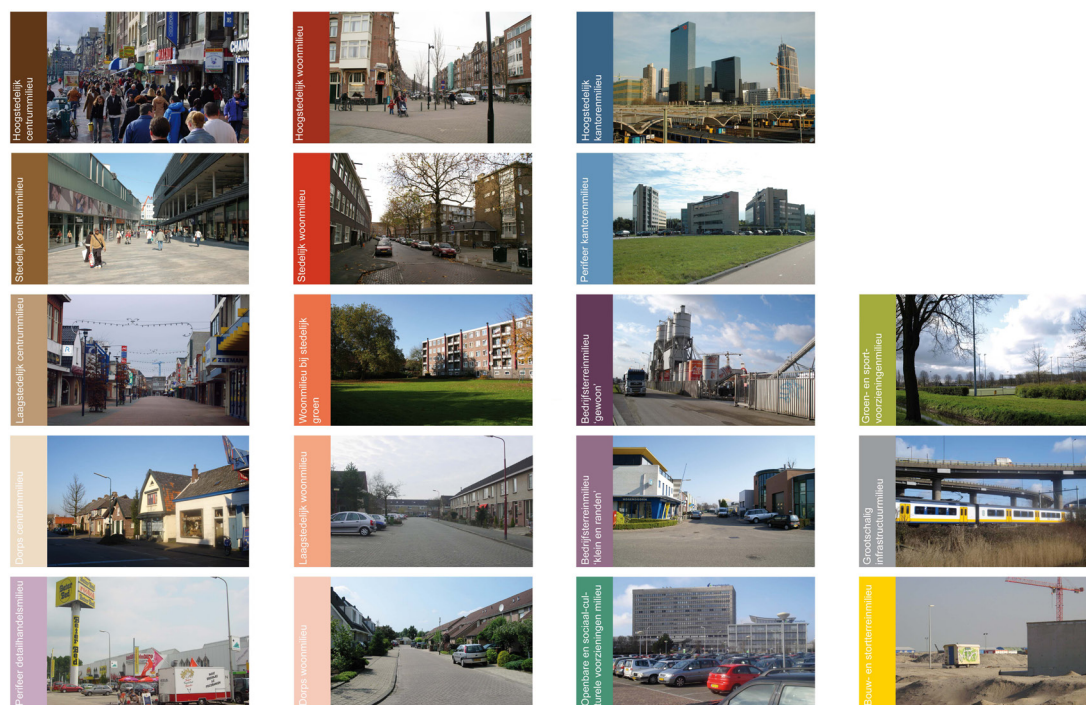 Hoogstedelijk
centrummilieu
Hoogstedelijk woonmilieu
Hoogstedelijk
kantorenmilieu
Stedelijk centrummilieu
Stedelijk woonmilieu
Perifeer kantorenmilieu
Laagstedelijk centrummilieu
ZEEMAN
Woonmilieu bij stedelijk
groen
Bedrijfsterreinmilieu
'gewoon'
Groen- en sport-
voorzieningenmilieu
Dorps centrummilieu
Laagstedelijk woonmilieu
Bedrijfsterreinmilieu
'klein en randen'
Grootschalig
infrastructuurmilieu
Perifeer detailhandelsmilieu
Dorps woonmilieu
Openbare en sociaal-cul-
turele voorzieningen milieu
Bouw- en stortterreinmilieu